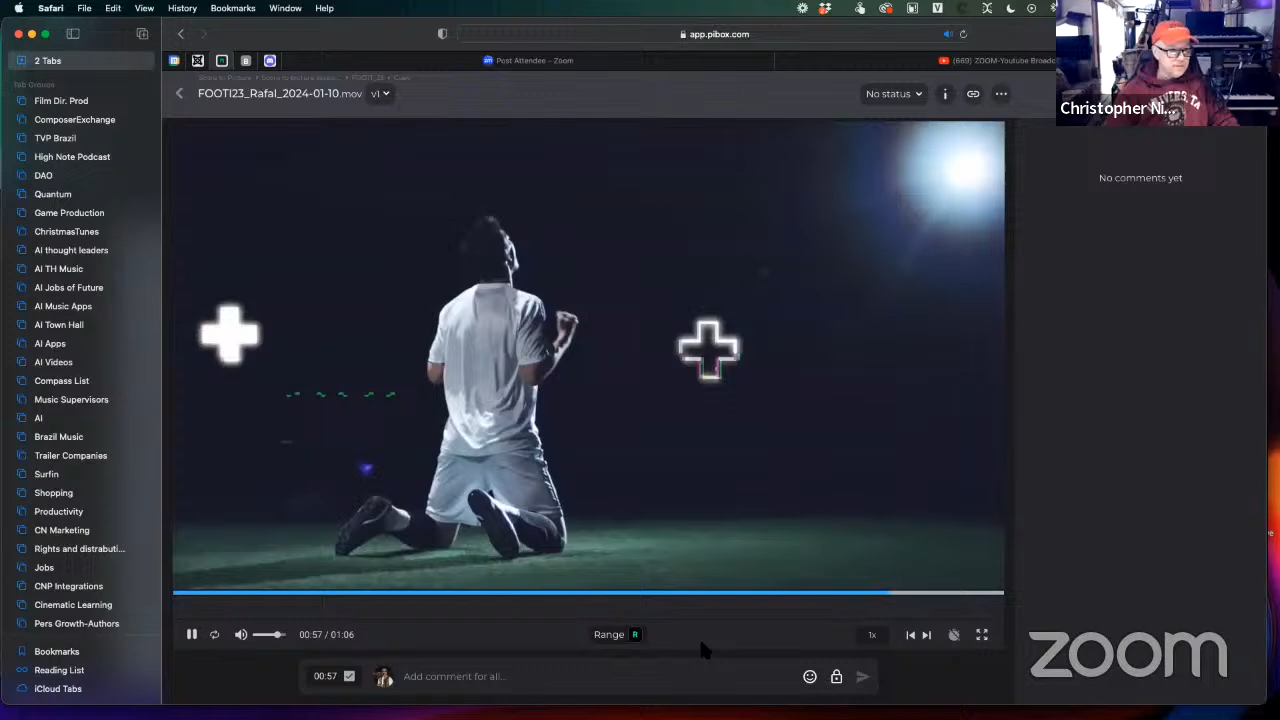 Safari File Edit View History Bookmarks Window Help
app.pibox.com
2 Tabs
Post Attendee – Zoom
(669) ZOOM-Youtube Broadc
Tab Groups
FOOTI23_Rafal_2024-01-10.mov v1
No status
Christopher Ni...
Film Dir. Prod
ComposerExchange
TVP Brazil
High Note Podcast
DAO
Quantum
Game Production
ChristmasTunes
AI thought leaders
AI TH Music
AI Jobs of Future
AI Music Apps
AI Town Hall
AI Apps
AI Videos
Compass List
Music Supervisors
AI
Brazil Music
Trailer Companies
Surfin
Shopping
Productivity
CN Marketing
Rights and distributi...
Jobs
CNP Integrations
Cinematic Learning
Pers Growth-Authors
Bookmarks
Reading List
iCloud Tabs
No comments yet
00:57 / 01:06
Range R
1x
00:57
Add comment for all...
zoom